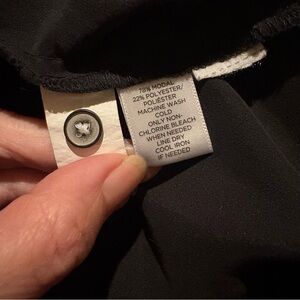 78% MODAL
22% POLYESTER/
POLIÉSTER
MACHINE WASH
COLD
ONLY NON-
CHLORINE BLEACH
WHEN NEEDED
LINE DRY
COOL IRON
IF NEEDED